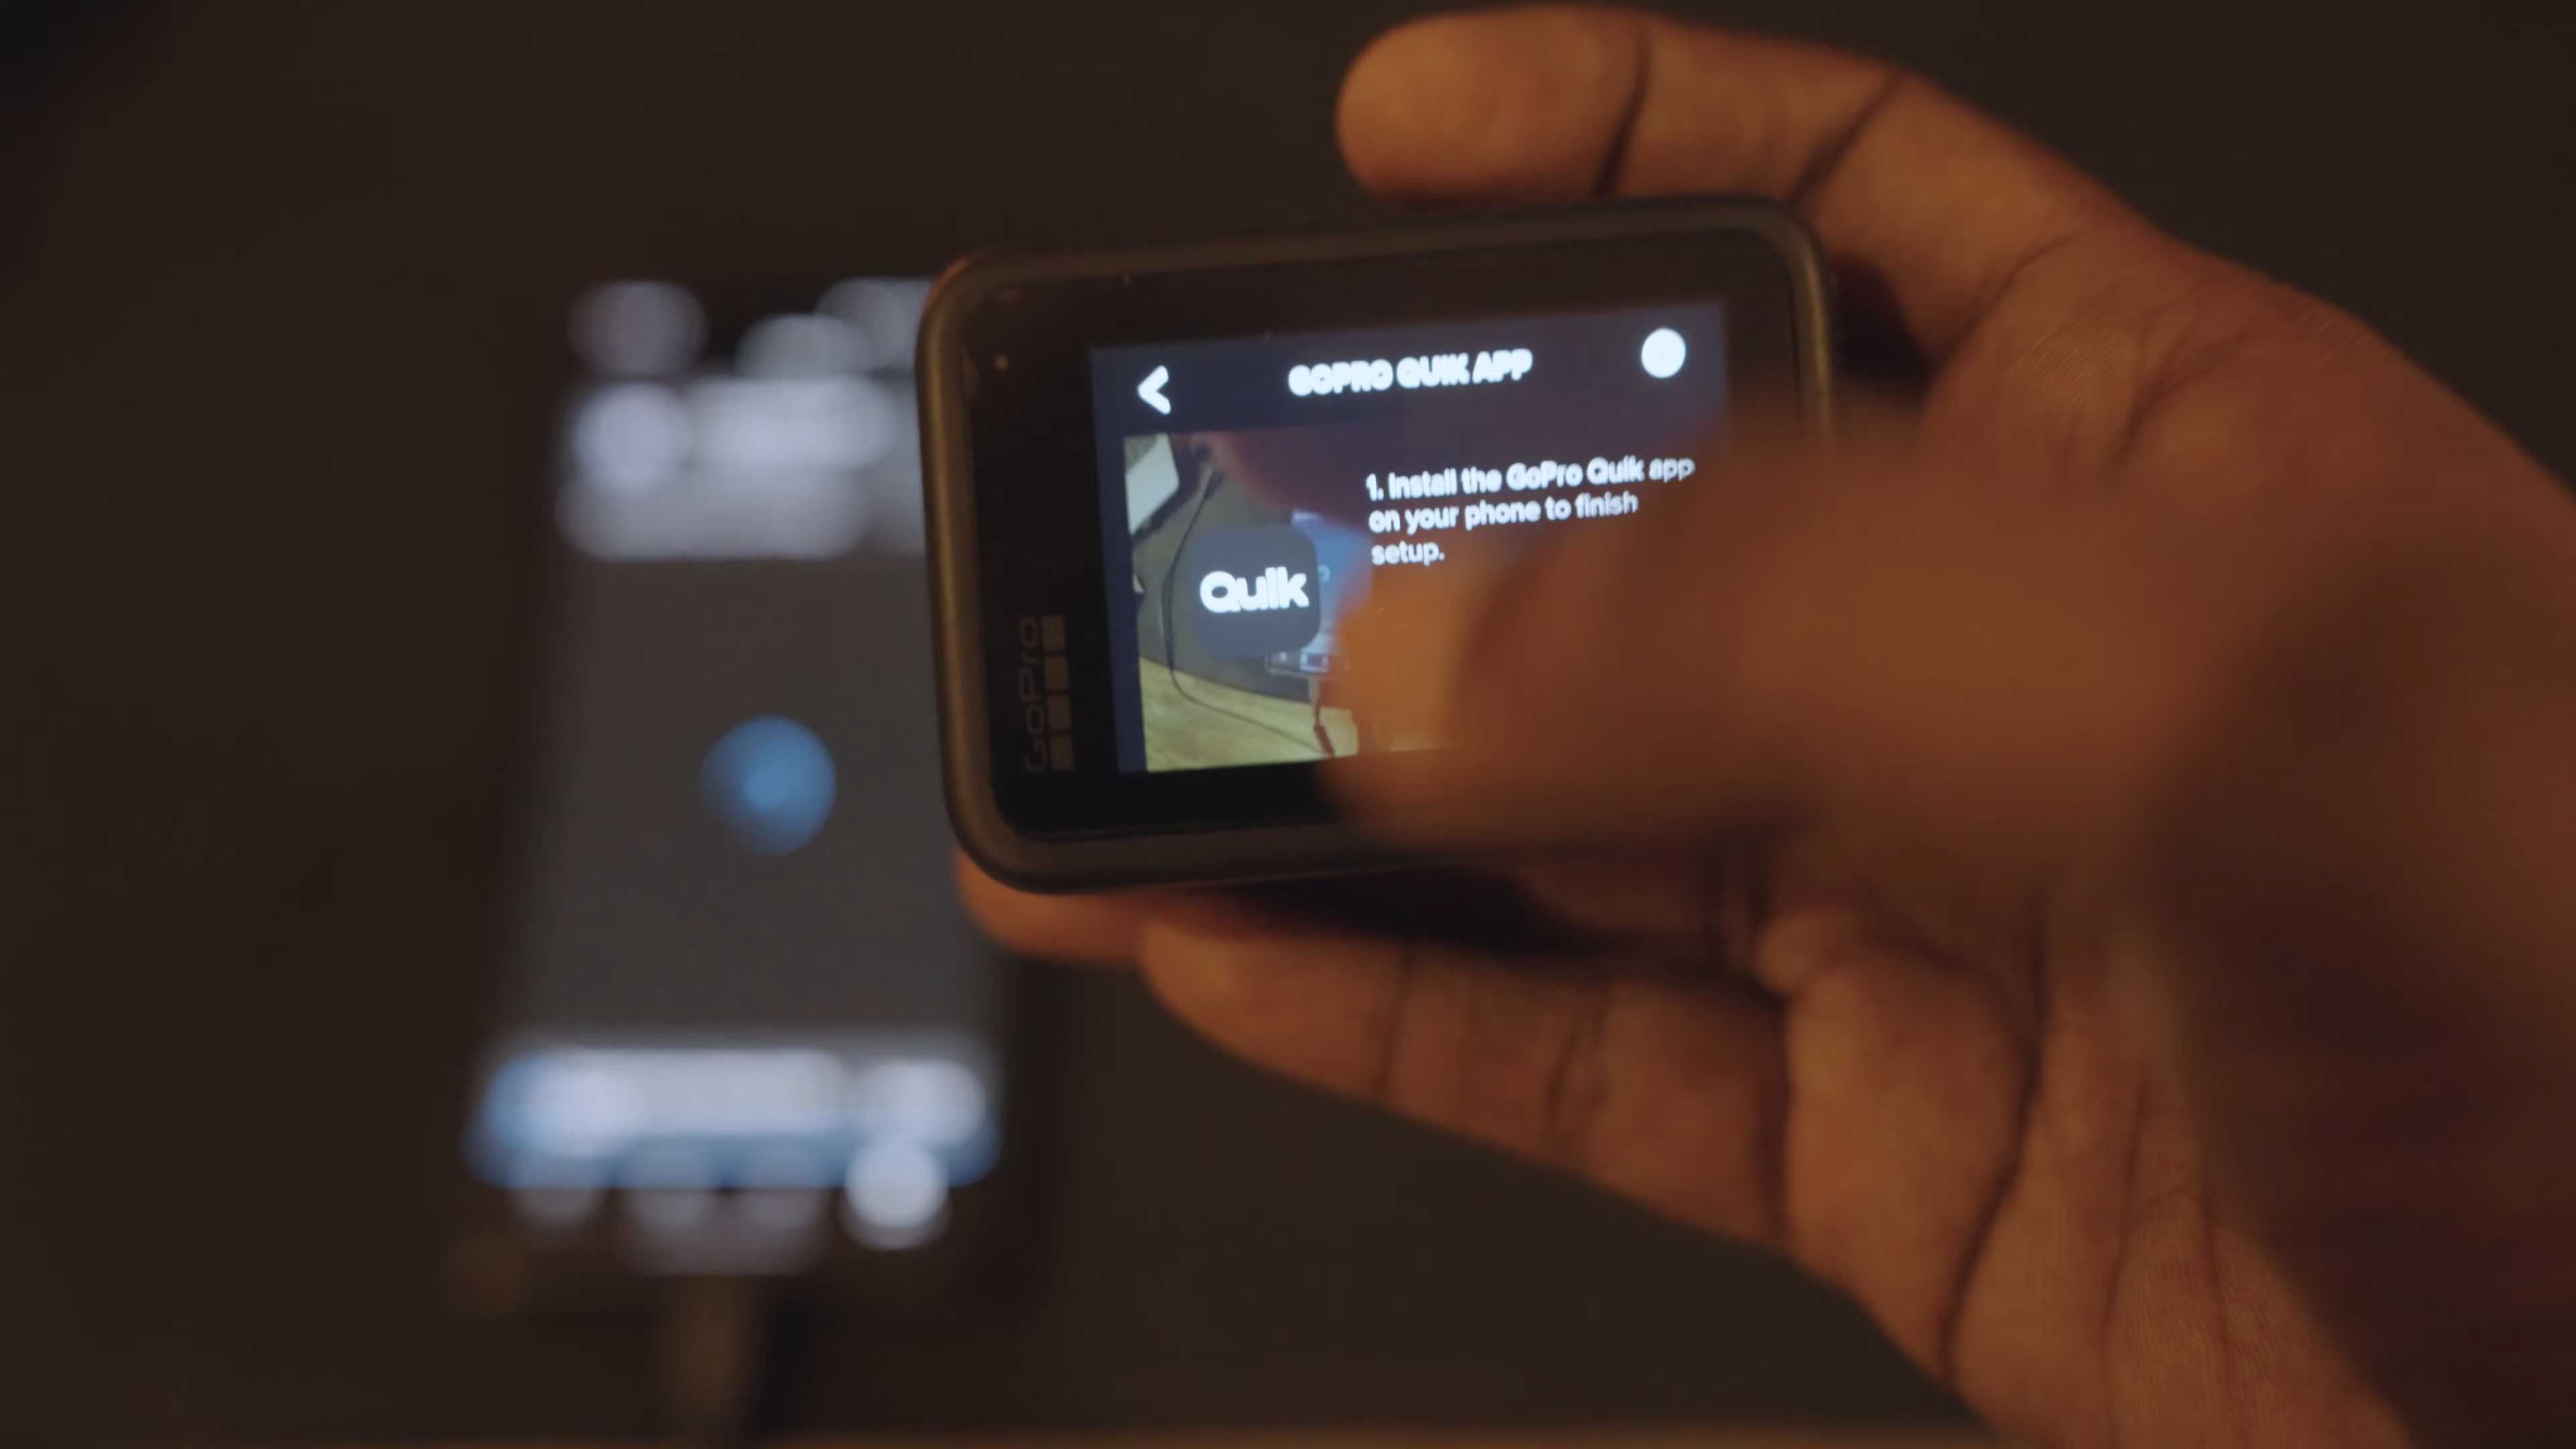 GOPRO QUIK APP
1. Install the GoPro Quik app
on your phone to finish
setup.
Quik
GoPro